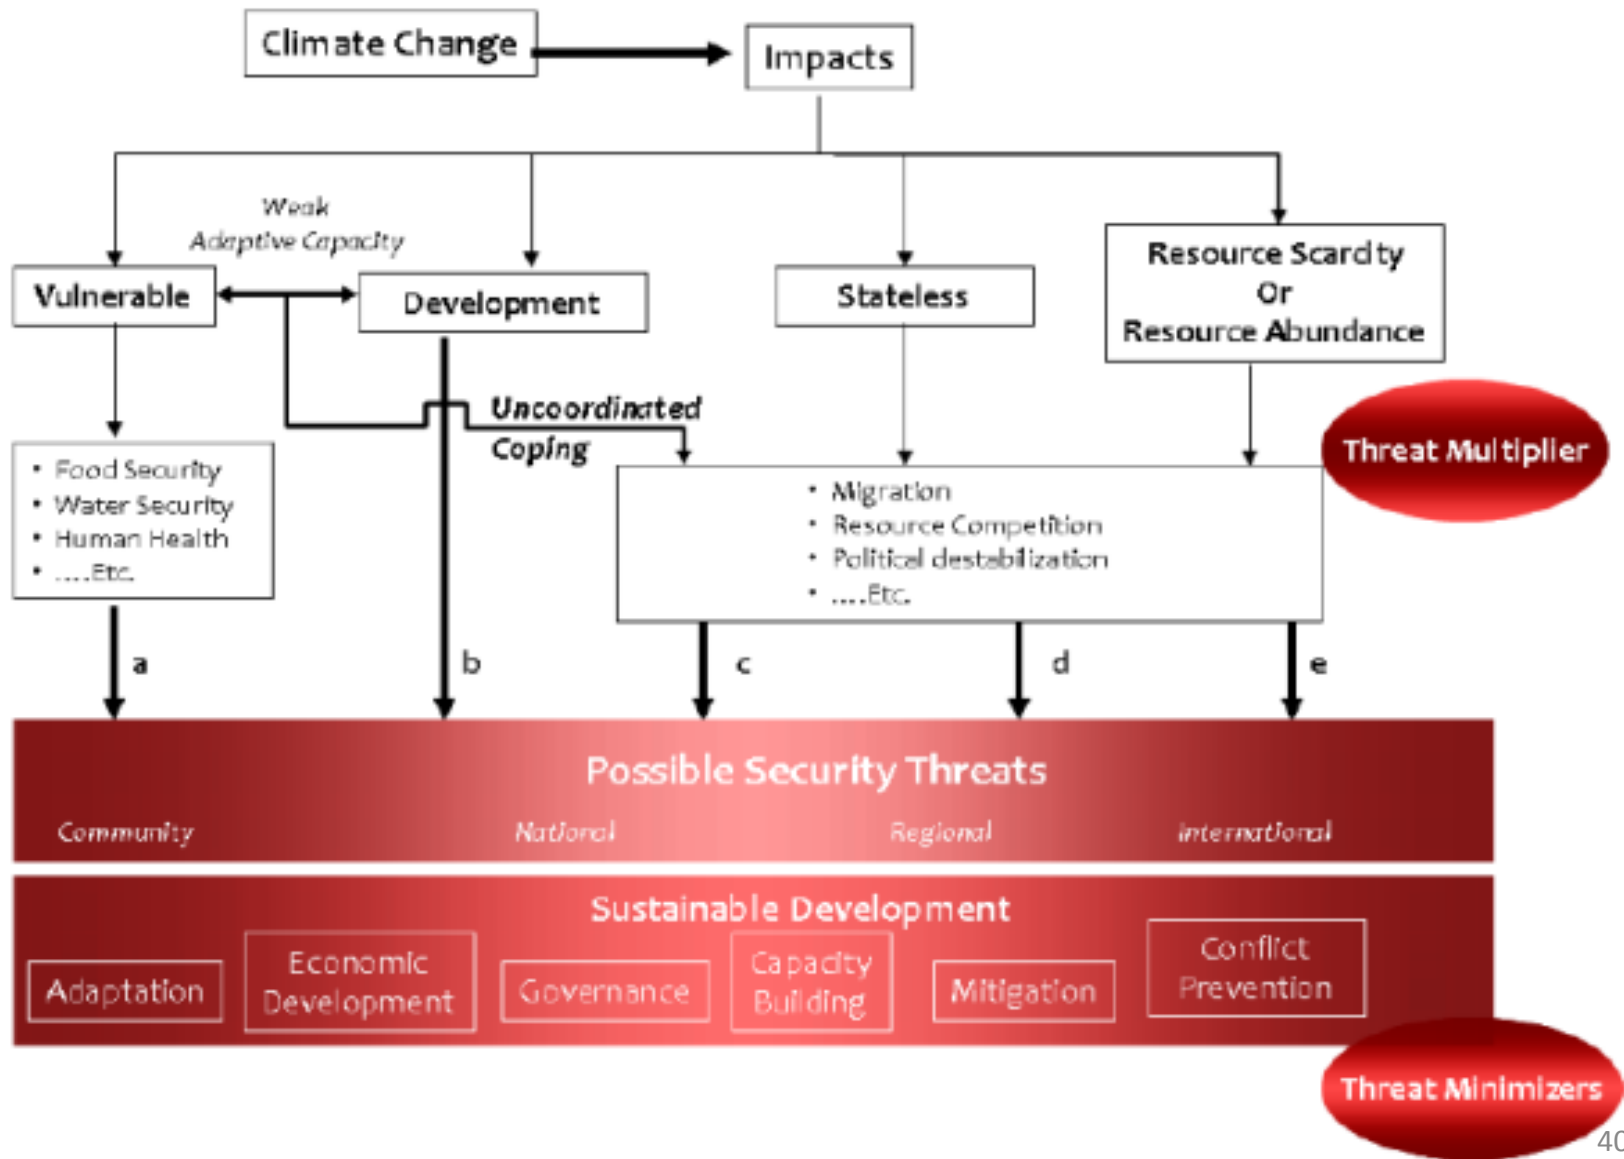 Climate Change
Impacts
Weak
Adaptive Capacity
Vulnerable
Development
Stateless
Resource Scarcity
Or
Resource Abundance
Uncoordinated
Coping
Threat Multiplier
• Food Security
• Water Security
• Human Health
• ....Etc.
• Migration
• Resource Competition
• Political destabilization
• ....Etc.
a
b
c
d
e
Possible Security Threats
Community
National
Regional
International
Sustainable Development
Adaptation
Economic
Development
Governance
Capacity
Building
Mitigation
Conflict
Prevention
Threat Minimizers
40